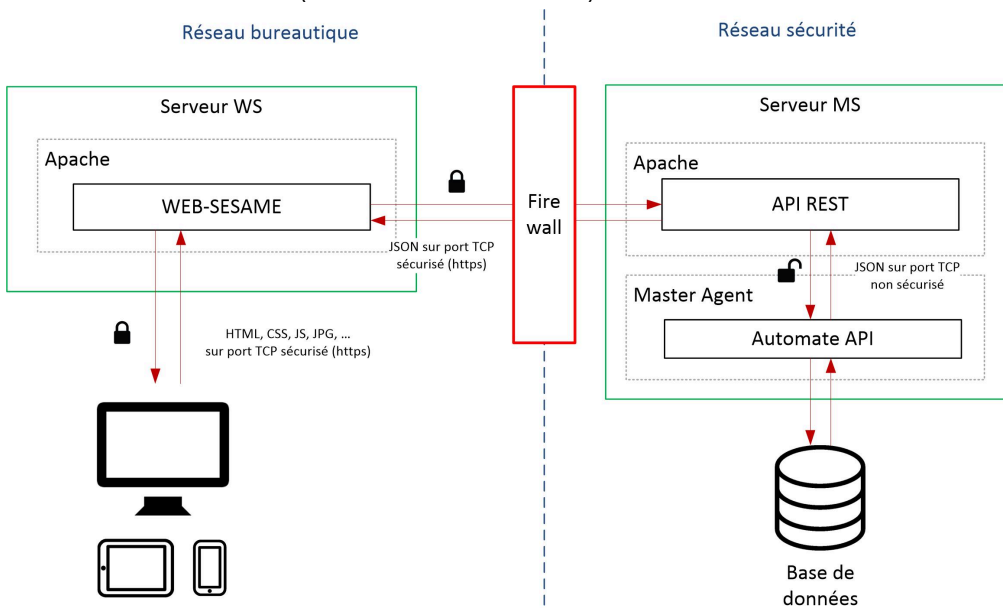 Réseau bureautique
Réseau sécurité
Serveur WS
Apache
WEB-SESAME
JSON sur port TCP
sécurisé (https)
HTML, CSS, JS, JPG, ...
sur port TCP sécurisé (https)
Fire
wall
Serveur MS
Apache
API REST
JSON sur port TCP
non sécurisé
Master Agent
Automate API
Base de
données